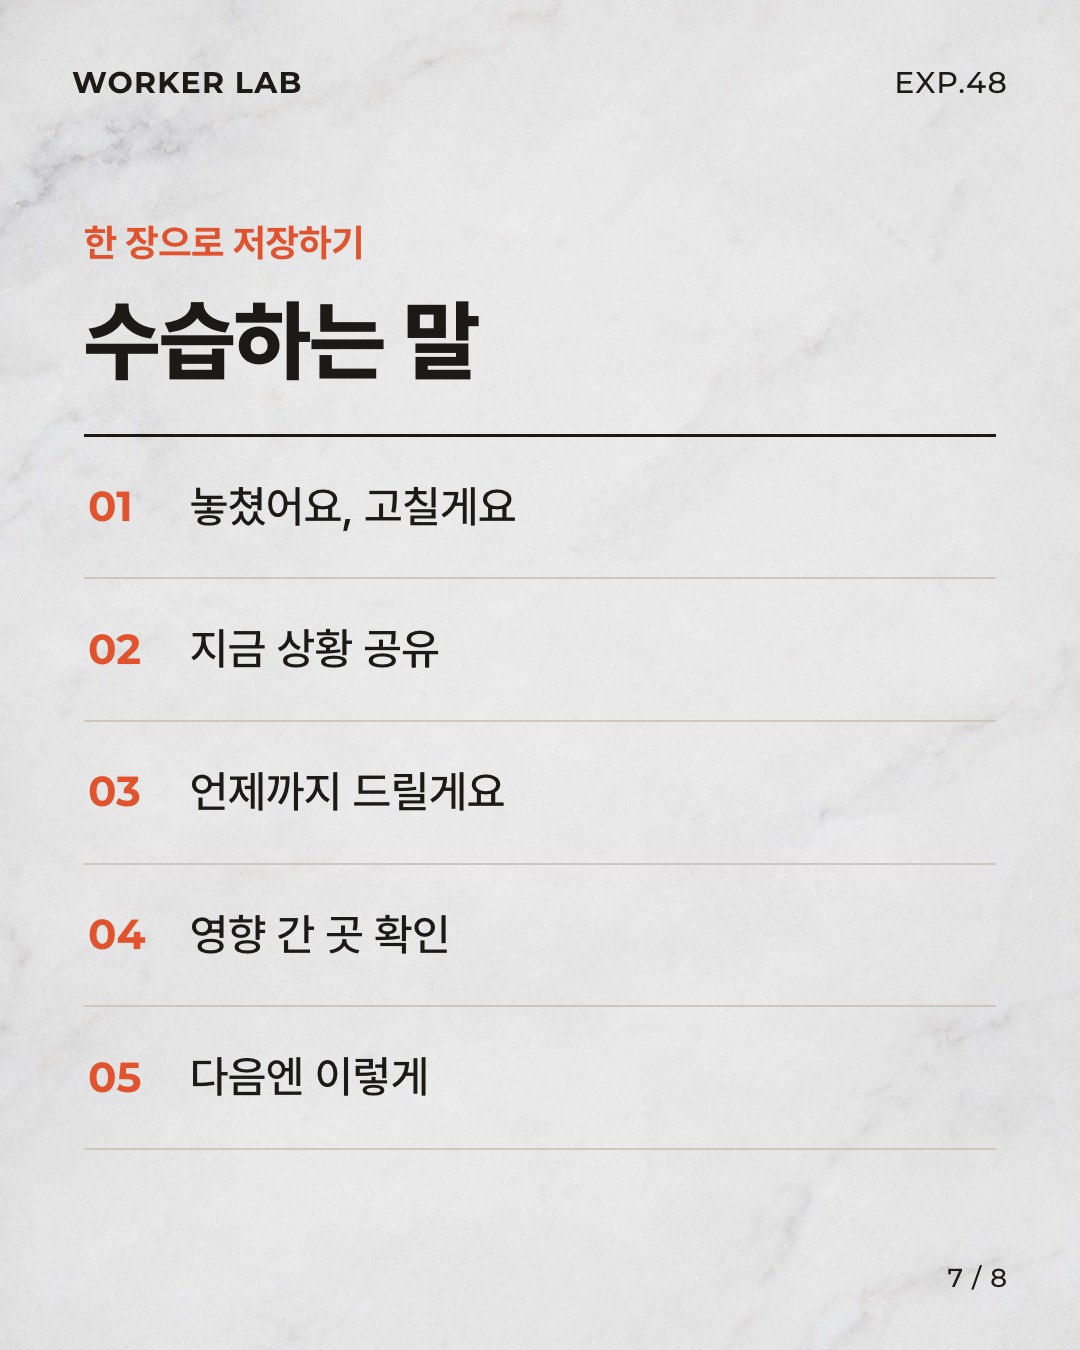 WORKER LAB
EXP.48
한 장으로 저장하기
수습하는 말
01 놓쳤어요, 고칠게요
02 지금 상황 공유
03 언제까지 드릴게요
04 영향 간 곳 확인
05 다음엔 이렇게
7 / 8